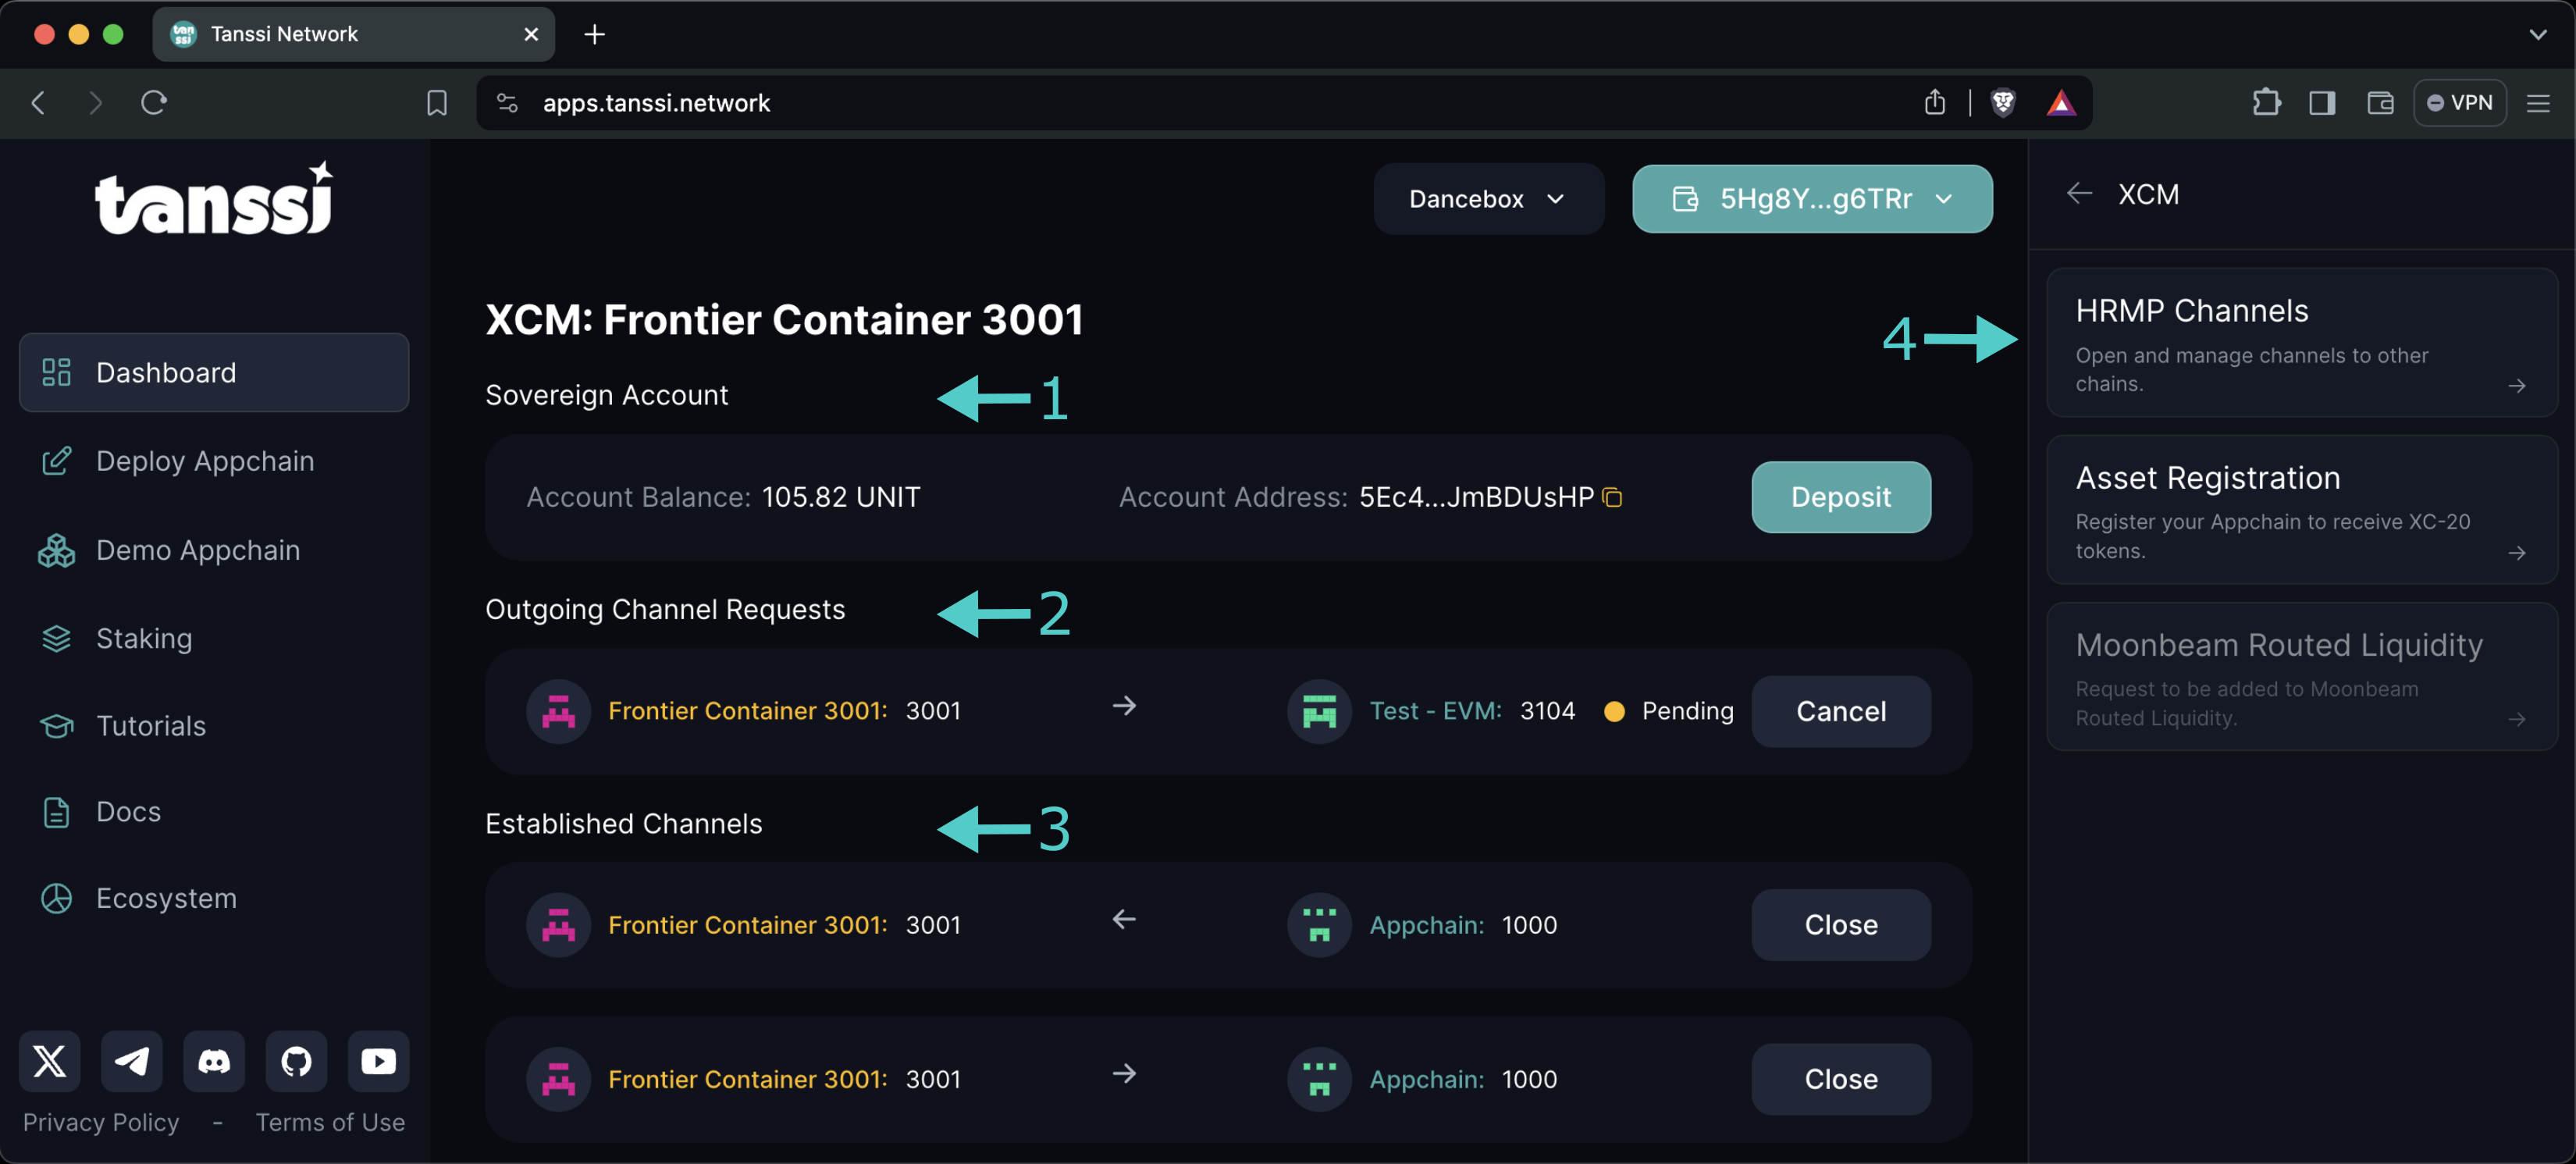 tanssi
Tanssi Network
apps.tanssi.network
VPN
tanssi
Dashboard
Deploy Appchain
Demo Appchain
Staking
Tutorials
Docs
Ecosystem
Privacy Policy - Terms of Use
Dancebox
5Hg8Y...g6TRr
XCM: Frontier Container 3001
Sovereign Account
1
Account Balance: 105.82 UNIT Account Address: 5Ec4...JmBDUsHP Deposit
Outgoing Channel Requests
2
Frontier Container 3001: 3001 → Test - EVM: 3104 Pending Cancel
Established Channels
3
Frontier Container 3001: 3001 ← Appchain: 1000 Close
Frontier Container 3001: 3001 → Appchain: 1000 Close
4
XCM
HRMP Channels
Open and manage channels to other
chains.
Asset Registration
Register your Appchain to receive XC-20
tokens.
Moonbeam Routed Liquidity
Request to be added to Moonbeam
Routed Liquidity.